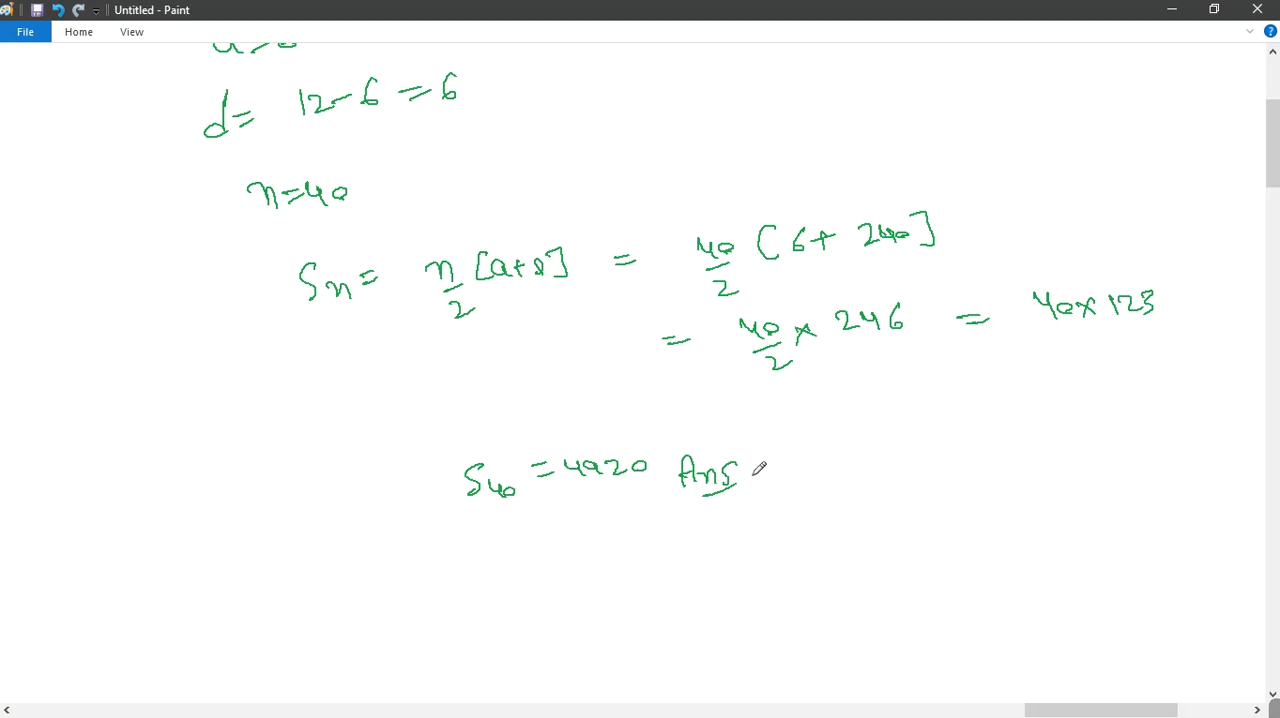 Untitled - Paint
File Home View
d = 12 - 6 = 6
n = 40
Sn = n/2 [a + l] = 40/2 [6 + 240]
= 40/2 × 246 = 40 × 123
S40 = 4920 Ans